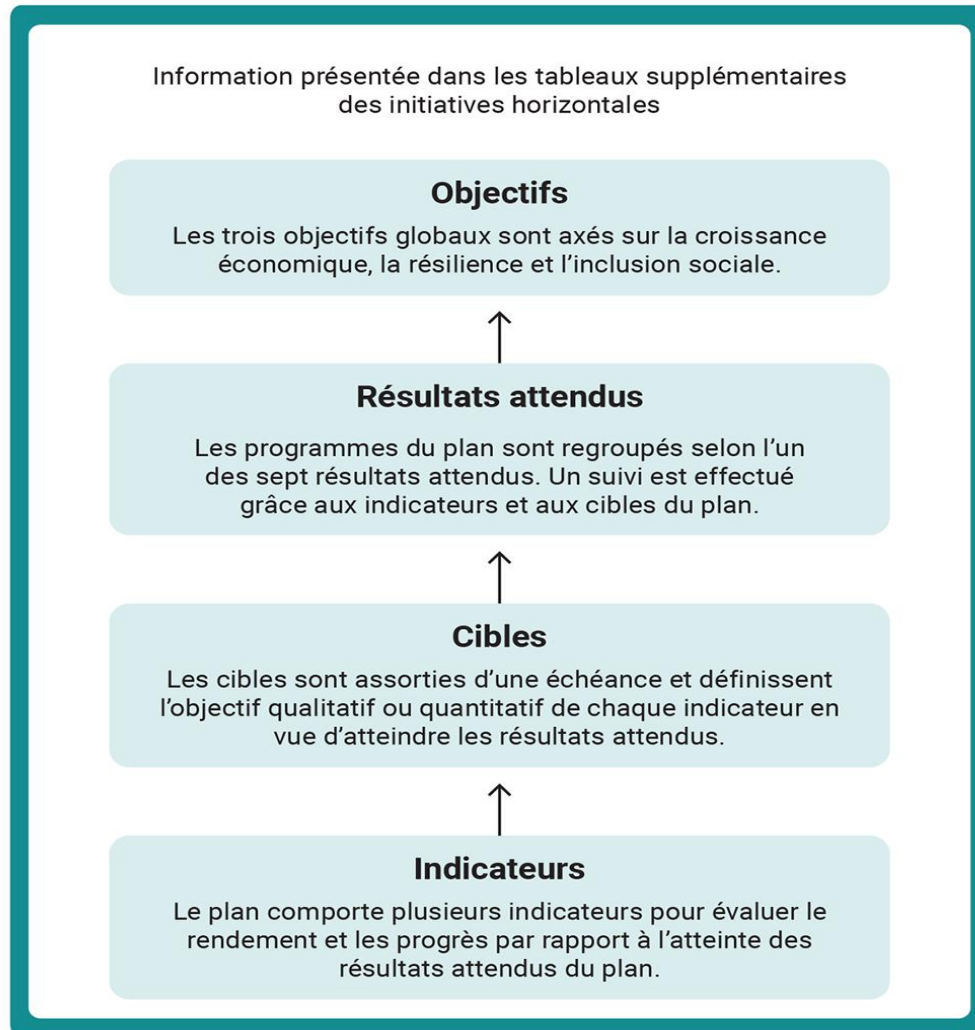 Information présentée dans les tableaux supplémentaires
des initiatives horizontales
Objectifs
Les trois objectifs globaux sont axés sur la croissance
économique, la résilience et l’inclusion sociale.
Résultats attendus
Les programmes du plan sont regroupés selon l’un
des sept résultats attendus. Un suivi est effectué
grâce aux indicateurs et aux cibles du plan.
Cibles
Les cibles sont assorties d’une échéance et définissent
l’objectif qualitatif ou quantitatif de chaque indicateur en
vue d’atteindre les résultats attendus.
Indicateurs
Le plan comporte plusieurs indicateurs pour évaluer le
rendement et les progrès par rapport à l’atteinte des
résultats attendus du plan.